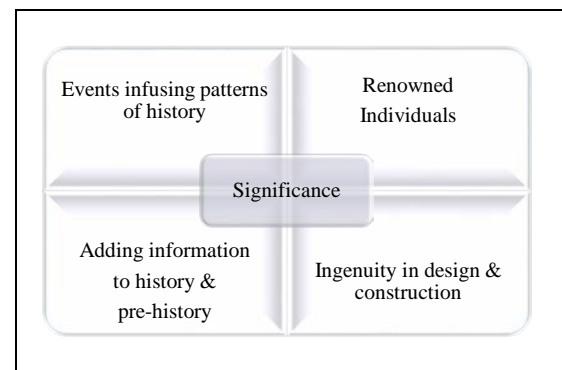 Events infusing patterns
of history
Renowned
Individuals
Significance
Adding information
to history &
pre-history
Ingenuity in design &
construction